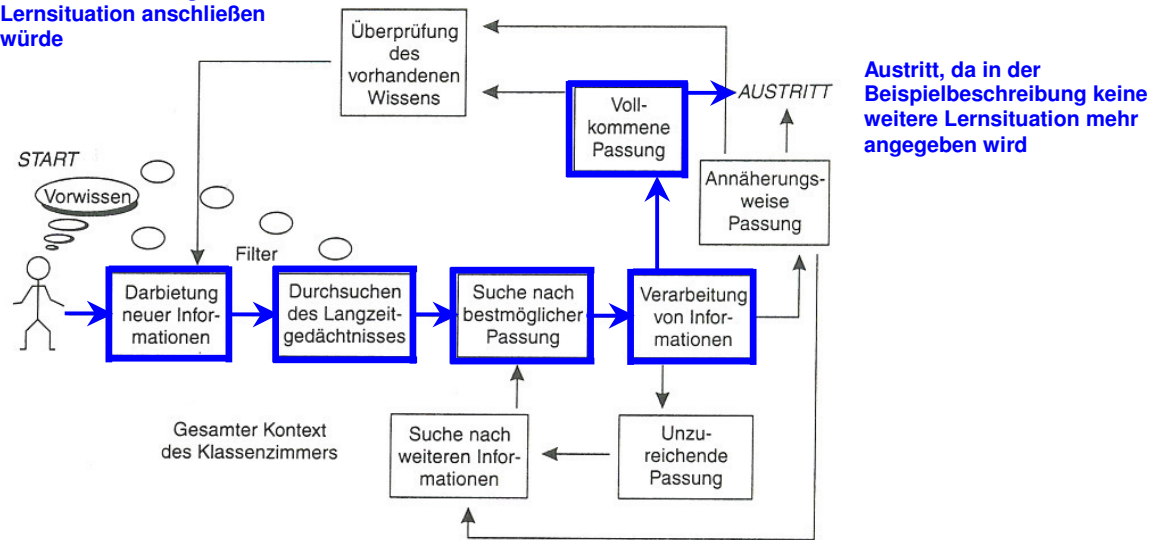 Lernsituation anschließen
würde
Überprüfung
des
vorhandenen
Wissens
Voll-
kommene
Passung
AUSTRITT
Austritt, da in der
Beispielbeschreibung keine
weitere Lernsituation mehr
angegeben wird
START
Vorwissen
Annäherungs-
weise
Passung
Filter
Darbietung
neuer Infor-
mationen
Durchsuchen
des Langzeit-
gedächtnisses
Suche nach
bestmöglicher
Passung
Verarbeitung
von Infor-
mationen
Gesamter Kontext
des Klassenzimmers
Suche nach
weiteren Infor-
mationen
Unzu-
reichende
Passung